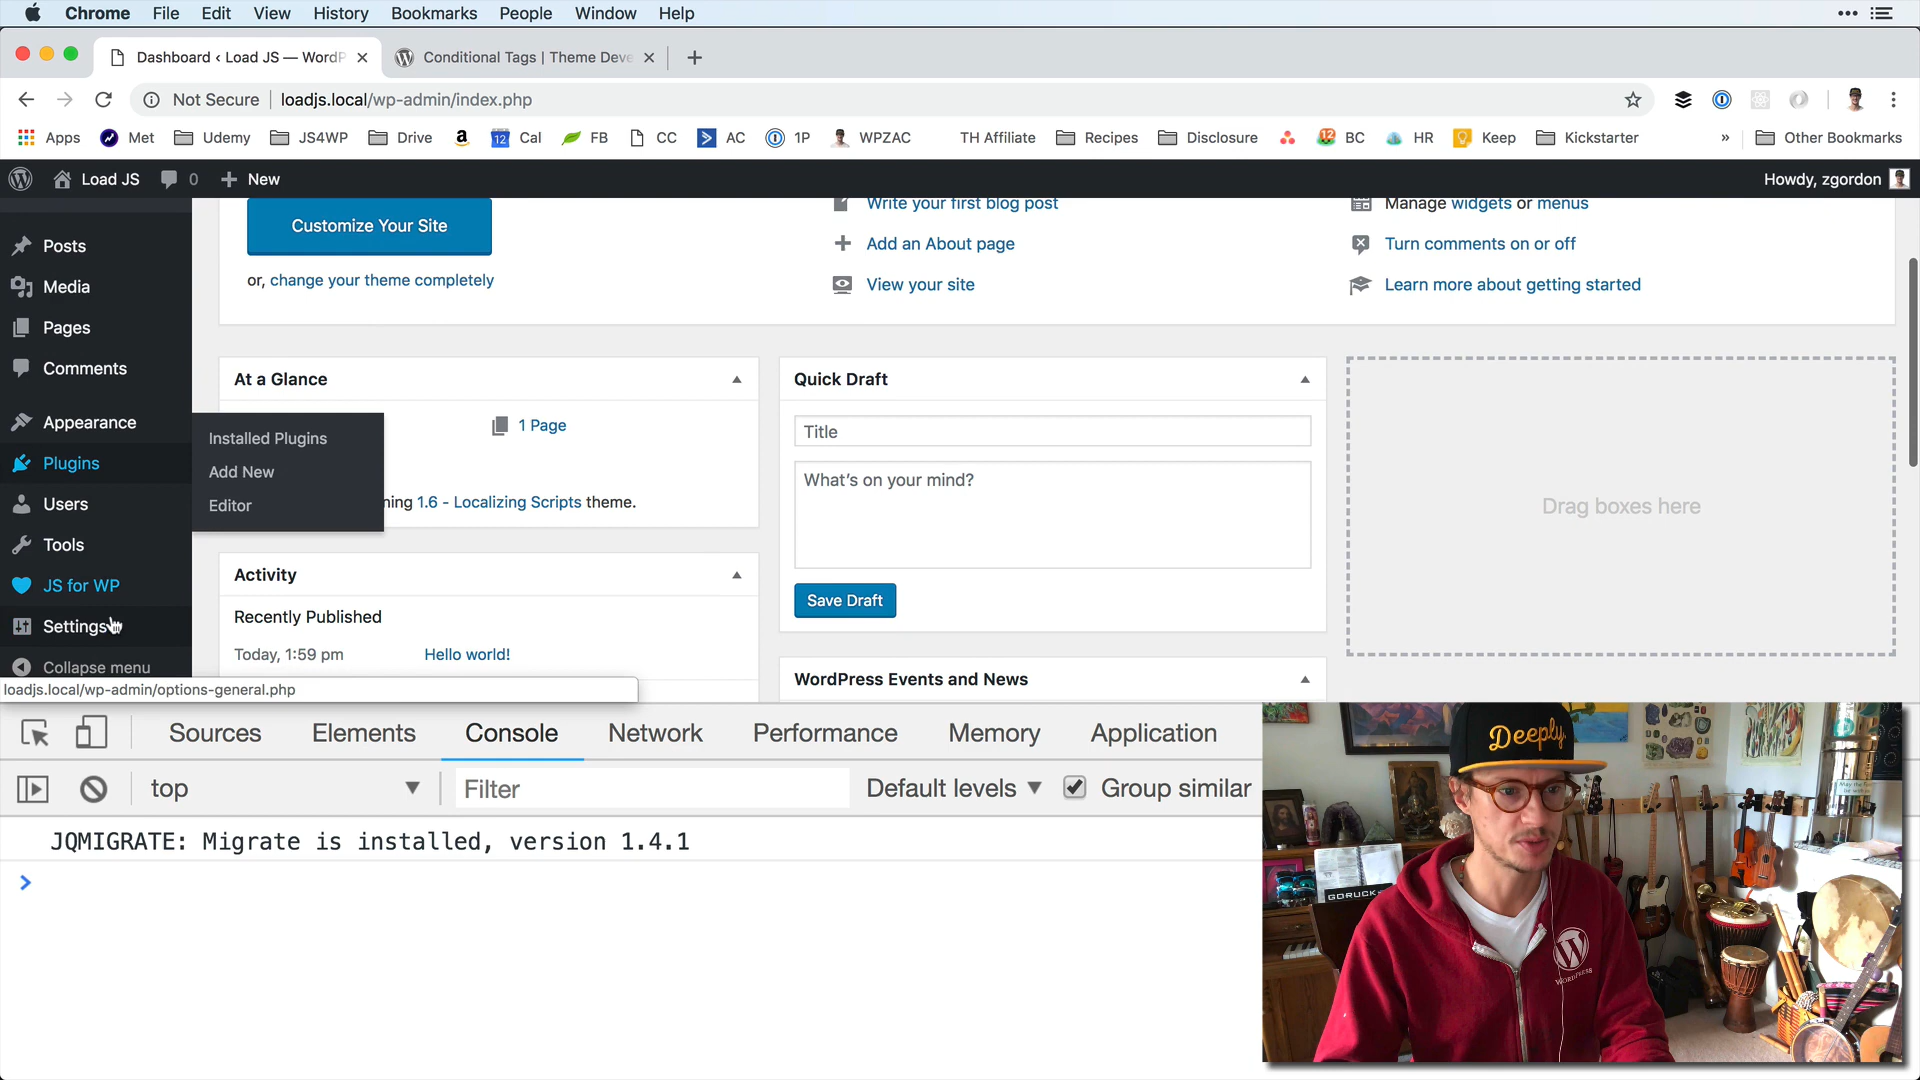 Chrome File Edit View History Bookmarks People Window Help
Dashboard ‹ Load JS — WordP
Conditional Tags | Theme Deve
Not Secure | loadjs.local/wp-admin/index.php
Apps Met Udemy JS4WP Drive Cal FB CC AC 1P WPZAC TH Affiliate Recipes Disclosure BC HR Keep Kickstarter » Other Bookmarks
Load JS 0 New Howdy, zgordon
Posts
Media
Pages
Comments
Appearance
Plugins
Users
Tools
JS for WP
Settings
Collapse menu
Installed Plugins
Add New
Editor
Customize Your Site
or, change your theme completely
Write your first blog post
Add an About page
View your site
Manage widgets or menus
Turn comments on or off
Learn more about getting started
At a Glance
1 Page
ning 1.6 - Localizing Scripts theme.
Activity
Recently Published
Today, 1:59 pm Hello world!
Quick Draft
Title
What's on your mind?
Save Draft
WordPress Events and News
Drag boxes here
loadjs.local/wp-admin/options-general.php
Sources Elements Console Network Performance Memory Application
top Filter Default levels Group similar
JQMIGRATE: Migrate is installed, version 1.4.1
Deeply.
GORUCK
WORDPRESS